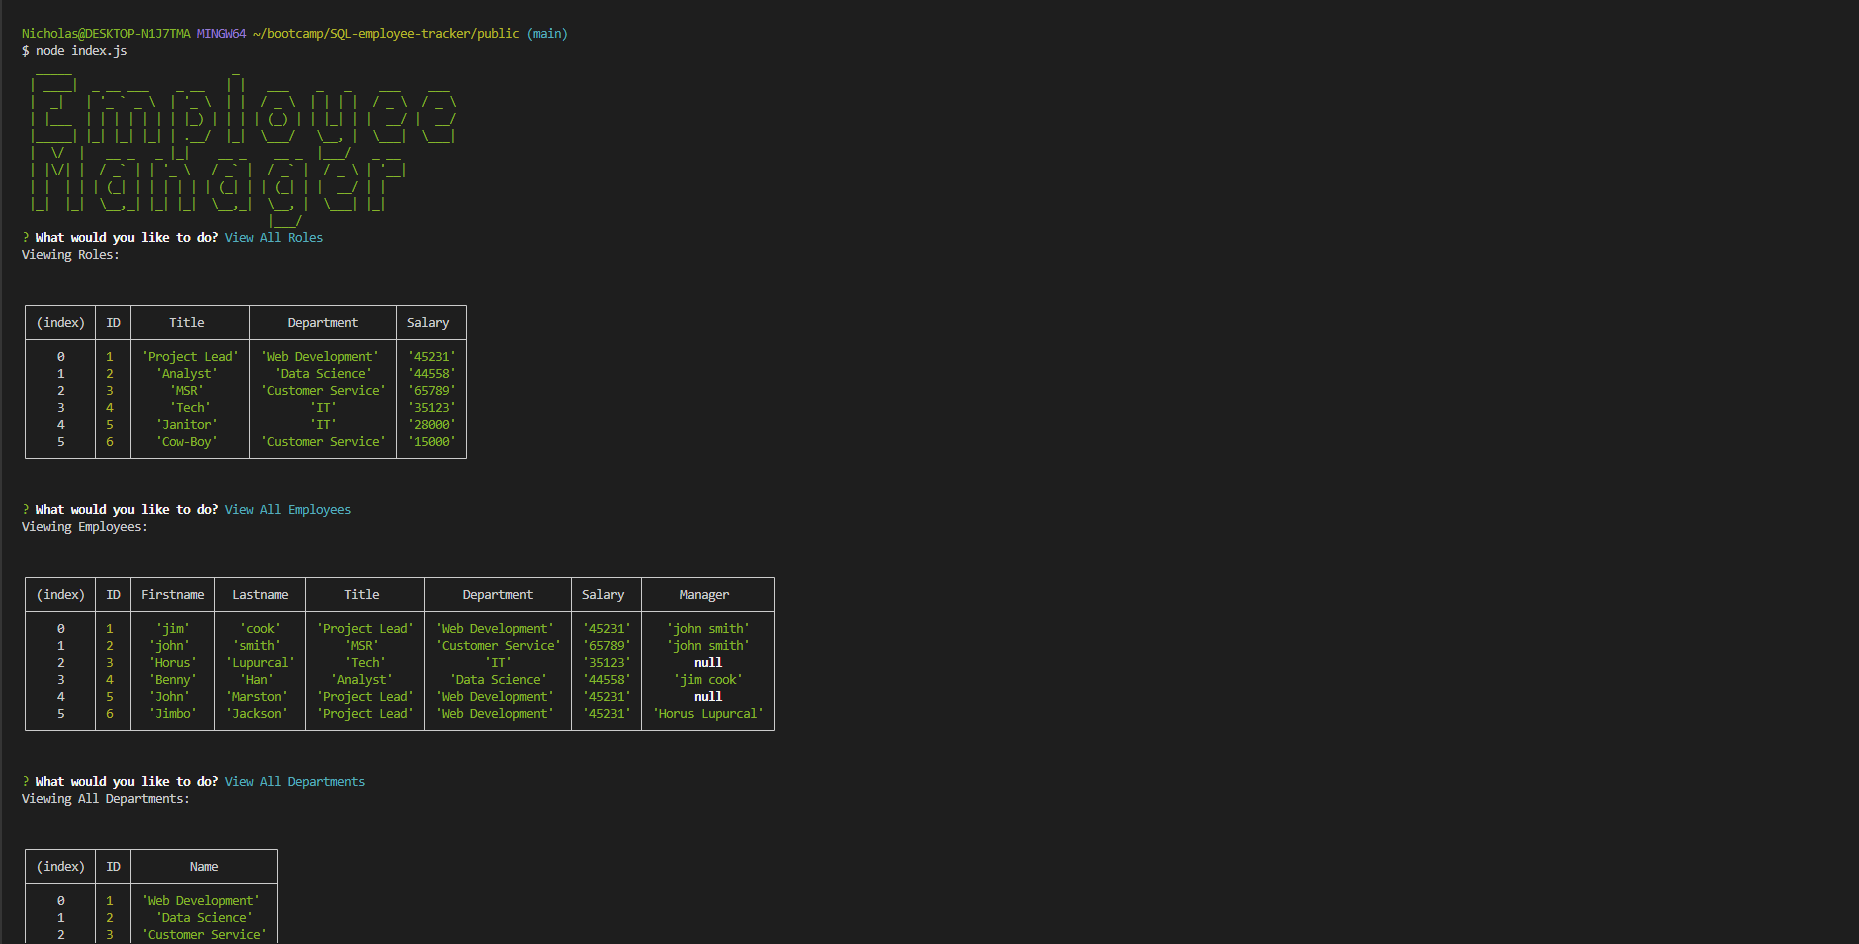 Nicholas@DESKTOP-N1J7TMA MINGW64 ~/bootcamp/SQL-employee-tracker/public (main)
$ node index.js
Employee
Manager
? What would you like to do? View All Roles
Viewing Roles:
(index) ID Title Department Salary
0 1 'Project Lead' 'Web Development' '45231'
1 2 'Analyst' 'Data Science' '44558'
2 3 'MSR' 'Customer Service' '65789'
3 4 'Tech' 'IT' '35123'
4 5 'Janitor' 'IT' '28000'
5 6 'Cow-Boy' 'Customer Service' '15000'
? What would you like to do? View All Employees
Viewing Employees:
(index) ID Firstname Lastname Title Department Salary Manager
0 1 'jim' 'cook' 'Project Lead' 'Web Development' '45231' 'john smith'
1 2 'john' 'smith' 'MSR' 'Customer Service' '65789' 'john smith'
2 3 'Horus' 'Lupurcal' 'Tech' 'IT' '35123' null
3 4 'Benny' 'Han' 'Analyst' 'Data Science' '44558' 'jim cook'
4 5 'John' 'Marston' 'Project Lead' 'Web Development' '45231' null
5 6 'Jimbo' 'Jackson' 'Project Lead' 'Web Development' '45231' 'Horus Lupurcal'
? What would you like to do? View All Departments
Viewing All Departments:
(index) ID Name
0 1 'Web Development'
1 2 'Data Science'
2 3 'Customer Service'